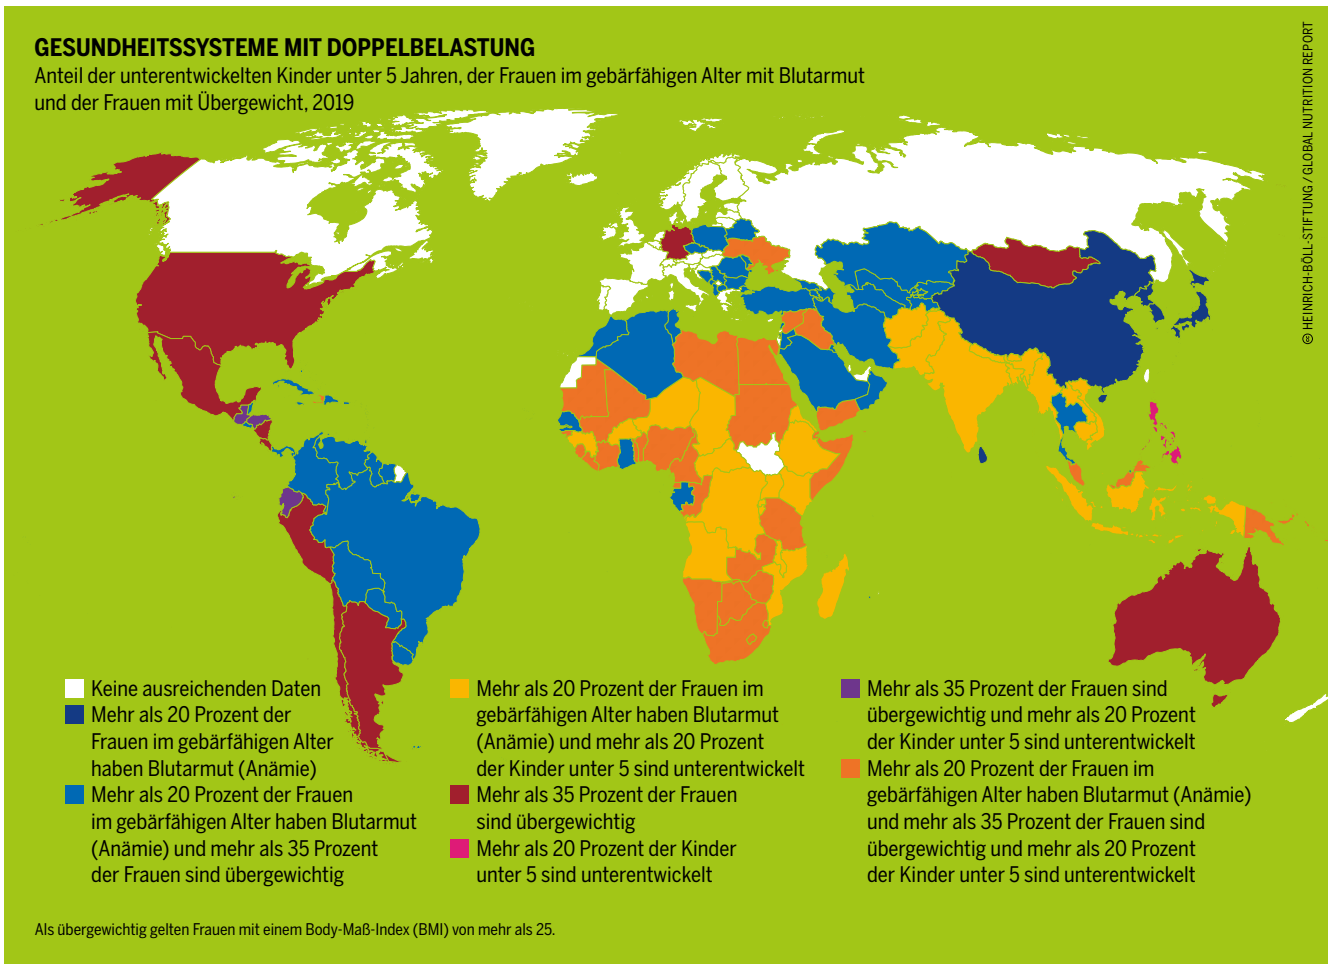 GESUNDHEITSSYSTEME MIT DOPPELBELASTUNG
Anteil der unterentwickelten Kinder unter 5 Jahren, der Frauen im gebärfähigen Alter mit Blutarmut
und der Frauen mit Übergewicht, 2019
© HEINRICH-BÖLL-STIFTUNG / GLOBAL NUTRITION REPORT
Keine ausreichenden Daten
Mehr als 20 Prozent der
Frauen im gebärfähigen Alter
haben Blutarmut (Anämie)
Mehr als 20 Prozent der Frauen
im gebärfähigen Alter haben Blutarmut
(Anämie) und mehr als 35 Prozent
der Frauen sind übergewichtig
Mehr als 20 Prozent der Frauen im
gebärfähigen Alter haben Blutarmut
(Anämie) und mehr als 20 Prozent
der Kinder unter 5 sind unterentwickelt
Mehr als 35 Prozent der Frauen
sind übergewichtig
Mehr als 20 Prozent der Kinder
unter 5 sind unterentwickelt
Mehr als 35 Prozent der Frauen sind
übergewichtig und mehr als 20 Prozent
der Kinder unter 5 sind unterentwickelt
Mehr als 20 Prozent der Frauen im
gebärfähigen Alter haben Blutarmut (Anämie)
und mehr als 35 Prozent der Frauen sind
übergewichtig und mehr als 20 Prozent
der Kinder unter 5 sind unterentwickelt
Als übergewichtig gelten Frauen mit einem Body-Maß-Index (BMI) von mehr als 25.